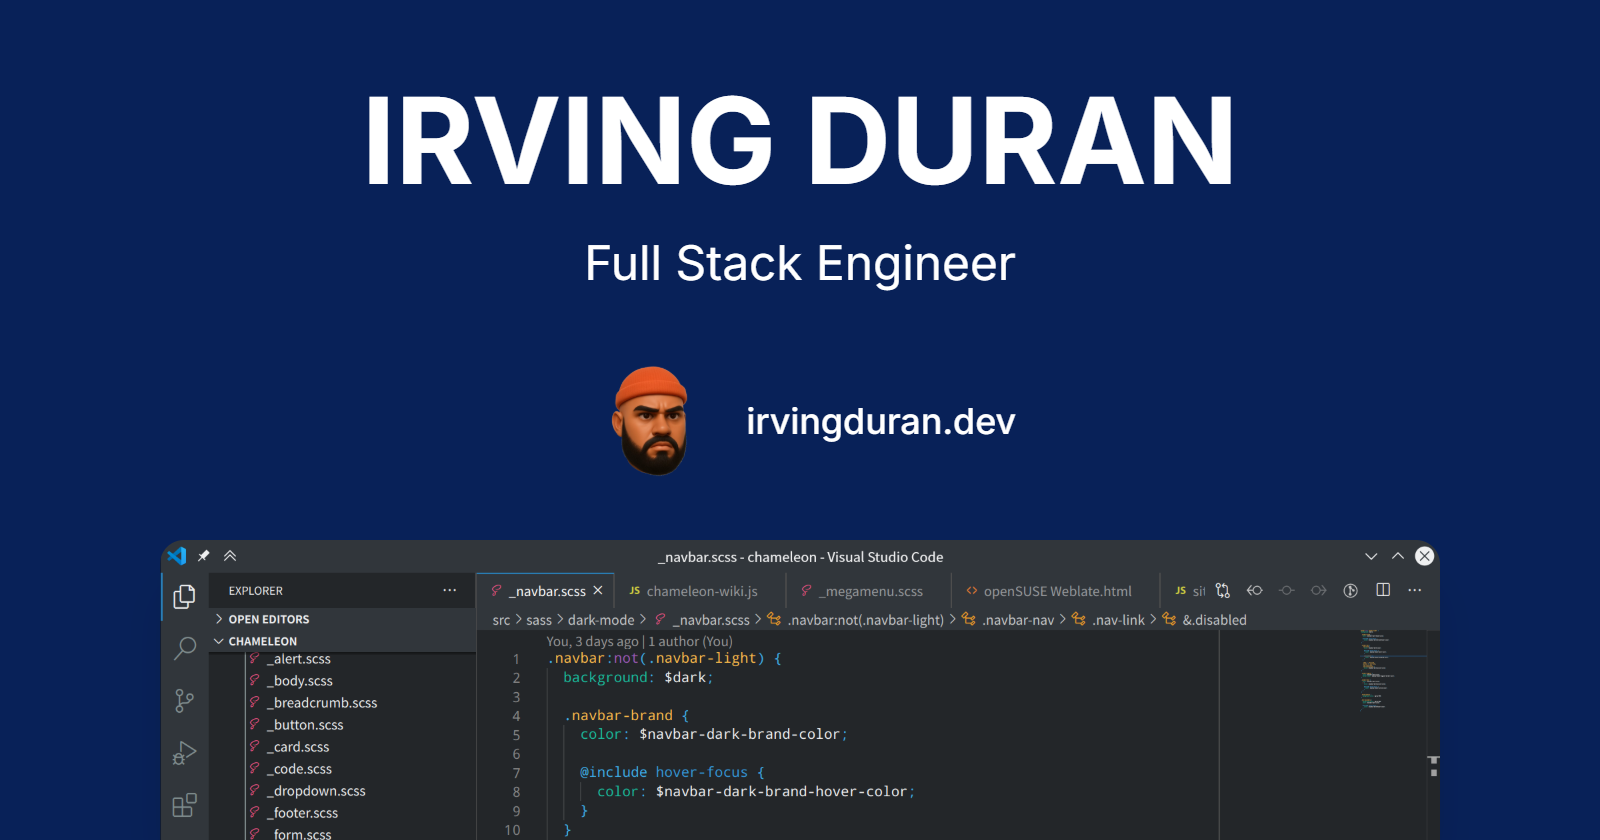 IRVING DURAN
Full Stack Engineer
irvingduran.dev
_navbar.scss - chameleon - Visual Studio Code
EXPLORER
_navbar.scss
JS chameleon-wiki.js
_megamenu.scss
<> openSUSE Weblate.html
JS sit
src > sass > dark-mode > _navbar.scss > .navbar:not(.navbar-light) > .navbar-nav > .nav-link > &.disabled
OPEN EDITORS
CHAMELEON
_alert.scss
_body.scss
_breadcrumb.scss
_button.scss
_card.scss
_code.scss
_dropdown.scss
_footer.scss
_form.scss
You, 3 days ago | 1 author (You)
1 .navbar:not(.navbar-light) {
2 background: $dark;
3
4 .navbar-brand {
5 color: $navbar-dark-brand-color;
6
7 @include hover-focus {
8 color: $navbar-dark-brand-hover-color;
9 }
10 }